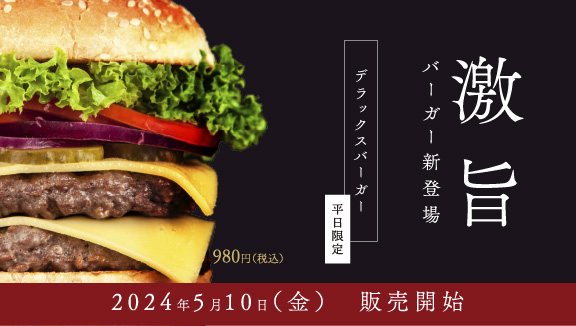 激旨
バーガー新登場
デラックスバーガー
平日限定
980円(税込)
2024年5月10日(金) 販売開始